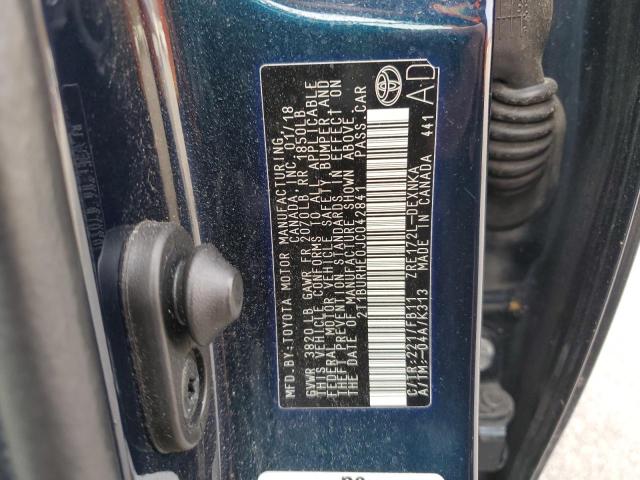 MFD.BY:TOYOTA MOTOR MANUFACTURING,
CANADA, INC. 01/18
GVWR 3820 LB GAWR FR 2070LB, RR 1850LB
THIS VEHICLE CONFORMS TO ALL APPLICABLE
FEDERAL MOTOR VEHICLE SAFETY, BUMPER, AND
THEFT PREVENTION STANDARDS IN EFFECT ON
THE DATE OF MANUFACTURE SHOWN ABOVE.
2T1BURHE0JC042841 PASS.CAR
C/TR:221/FB31 ZRE172L-DEXNKA
A/TM:-04A/K313 MADE IN CANADA 441
AD